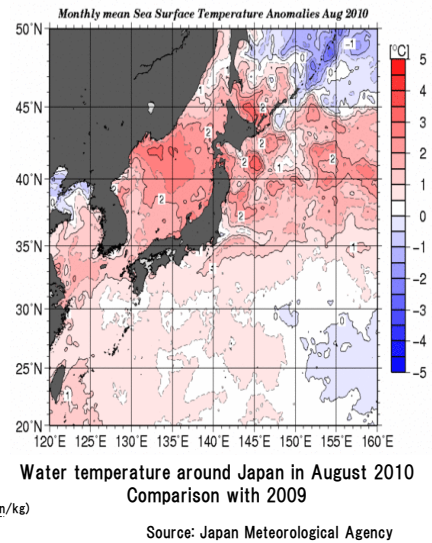 Monthly mean Sea Surface Temperature Anomalies Aug 2010
50°N
45°N
40°N
35°N
30°N
25°N
20°N
120°E 125°E 130°E 135°E 140°E 145°E 150°E 155°E 160°E
[°C]
5
4
3
2
1
0
-1
-2
-3
-4
-5
Water temperature around Japan in August 2010
Comparison with 2009
n/kg)
Source: Japan Meteorological Agency